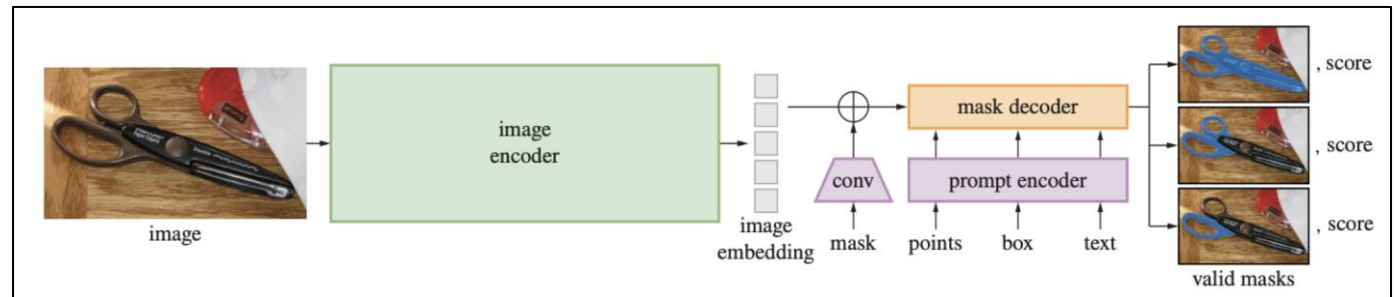 image
image
encoder
image
embedding
conv
mask
mask decoder
prompt encoder
points
box
text
, score
, score
, score
valid masks